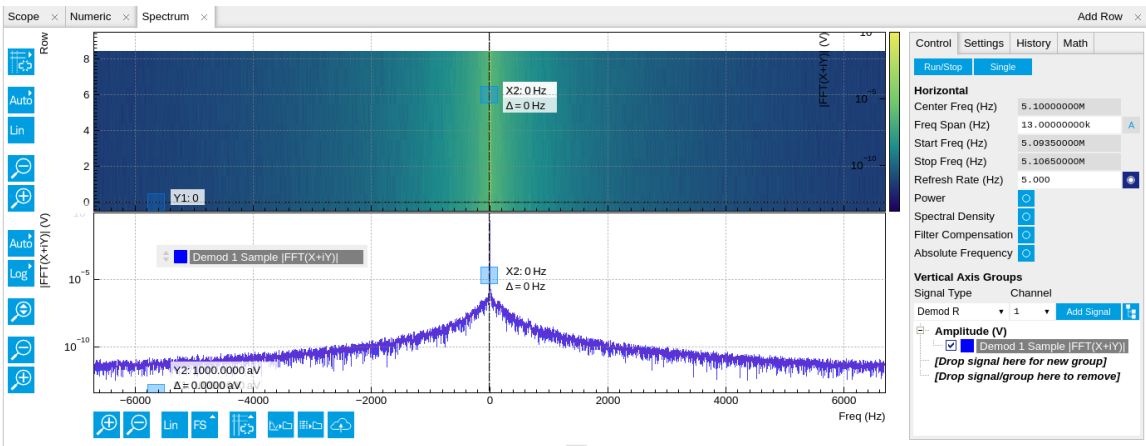 Scope × Numeric × Spectrum × Add Row ×
Row
8
6
4
2
0
X2: 0 Hz
Δ = 0 Hz
Y1: 0
|FFT(X+iY)| (V)
10
10⁻⁵
10⁻¹⁰
Auto
Lin
Auto
Log
|FFT(X+iY)| (V)
10
10⁻⁵
10⁻¹⁰
Demod 1 Sample |FFT(X+iY)|
X2: 0 Hz
Δ = 0 Hz
Y2: 1000.0000 aV
Δ = 0.0000 aV
−6000 −4000 −2000 0 2000 4000 6000
Freq (Hz)
Lin FS
Control Settings History Math
Run/Stop Single
Horizontal
Center Freq (Hz) 5.10000000M
Freq Span (Hz) 13.00000000k A
Start Freq (Hz) 5.09350000M
Stop Freq (Hz) 5.10650000M
Refresh Rate (Hz) 5.000
Power
Spectral Density
Filter Compensation
Absolute Frequency
Vertical Axis Groups
Signal Type Channel
Demod R 1 Add Signal
Amplitude (V)
Demod 1 Sample |FFT(X+iY)|
[Drop signal here for new group]
[Drop signal/group here to remove]